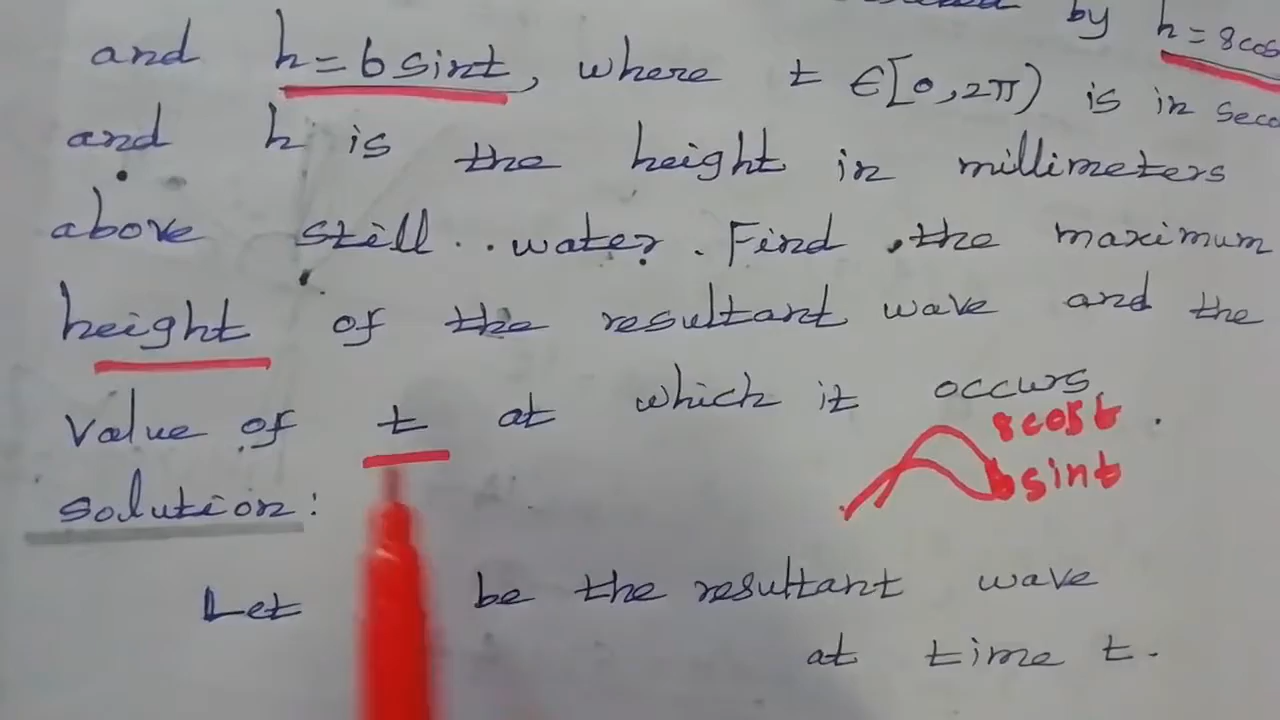 by h = 8cos
and h = 6 sint, where t ∈ [0, 2π) is in seco
and h is the height in millimeters
above still water. Find the maximum
height of the resultant wave and the
value of t at which it occurs.
8cost
6sint
solution:
Let be the resultant wave
at time t.